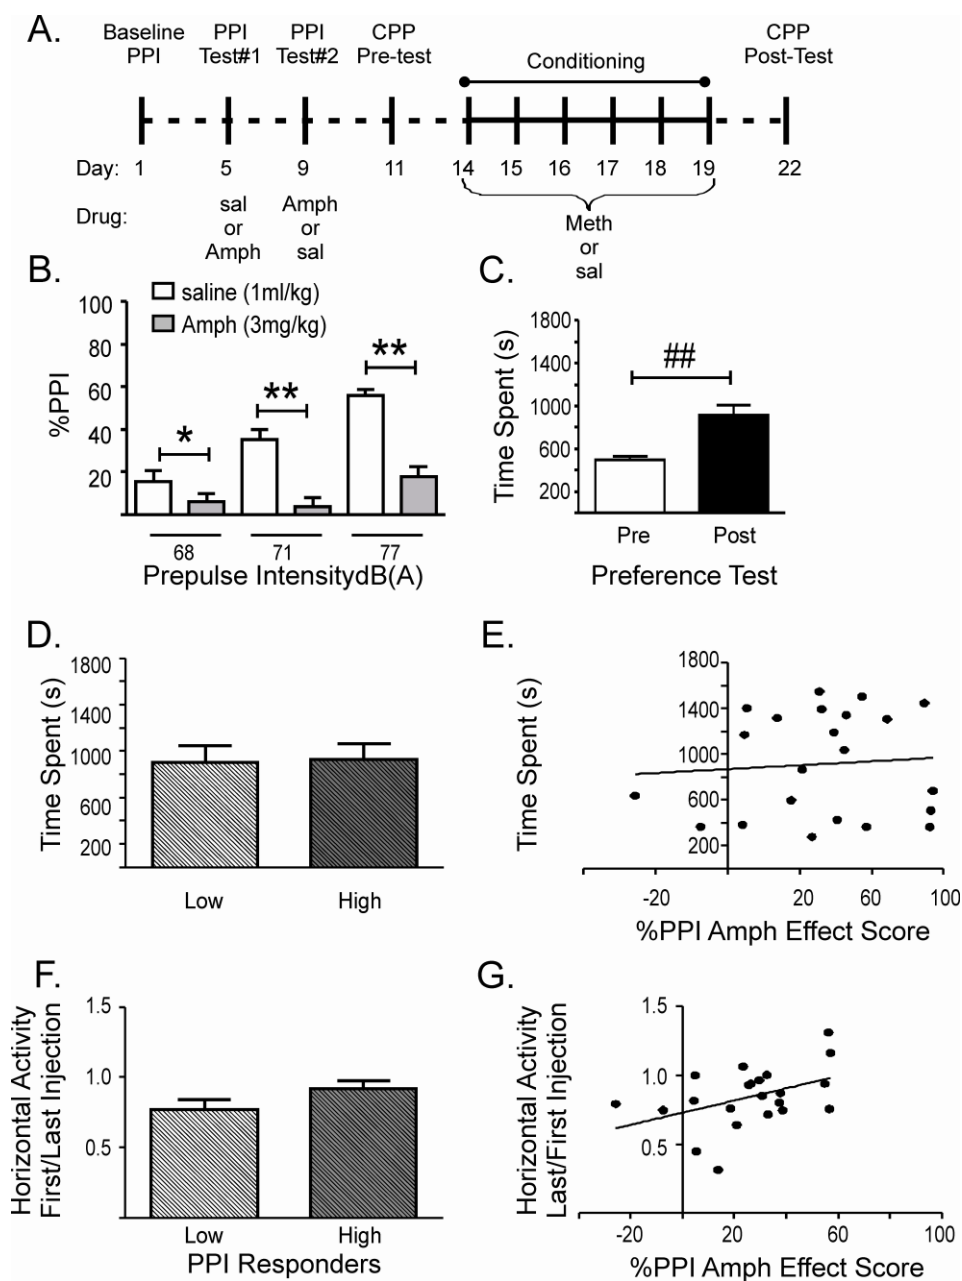 A.
Baseline PPI
PPI Test#1
PPI Test#2
CPP Pre-test
Conditioning
CPP Post-Test
Day: 1 5 9 11 14 15 16 17 18 19 22
Drug:
sal or Amph
Amph or sal
Meth or sal
B.
saline (1ml/kg)
Amph (3mg/kg)
%PPI
100
80
60
40
20
*
**
**
68 71 77
Prepulse IntensitydB(A)
C.
Time Spent (s)
1800
1400
1000
600
200
##
Pre Post
Preference Test
D.
Time Spent (s)
1800
1400
1000
600
200
Low High
E.
Time Spent (s)
1800
1400
1000
600
200
-20 20 60 100
%PPI Amph Effect Score
F.
Horizontal Activity
First/Last Injection
1.5
1.0
0.5
Low High
PPI Responders
G.
Horizontal Activity
Last/First Injection
1.5
1.0
0.5
-20 20 60 100
%PPI Amph Effect Score